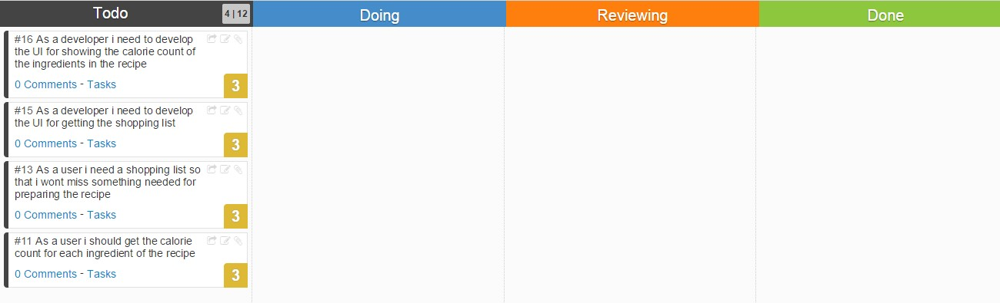 Todo
4 | 12
Doing
Reviewing
Done
#16 As a developer i need to develop
the UI for showing the calorie count of
the ingredients in the recipe
0 Comments - Tasks
3
#15 As a developer i need to develop
the UI for getting the shopping list
0 Comments - Tasks
3
#13 As a user i need a shopping list so
that i wont miss something needed for
preparing the recipe
0 Comments - Tasks
3
#11 As a user i should get the calorie
count for each ingredient of the recipe
0 Comments - Tasks
3